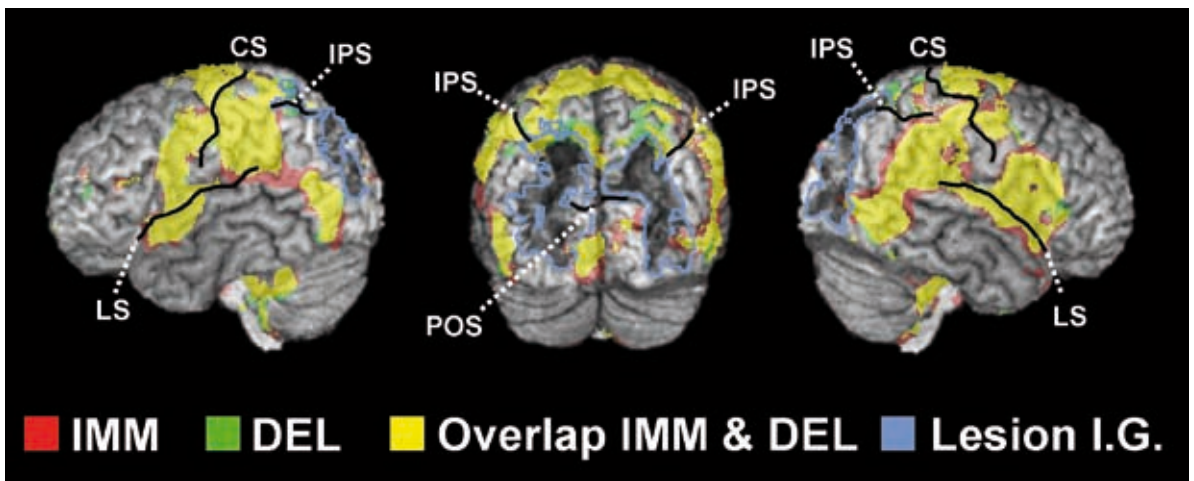 CS
IPS
LS
IPS
IPS
POS
IPS
CS
LS
IMM
DEL
Overlap IMM & DEL
Lesion I.G.